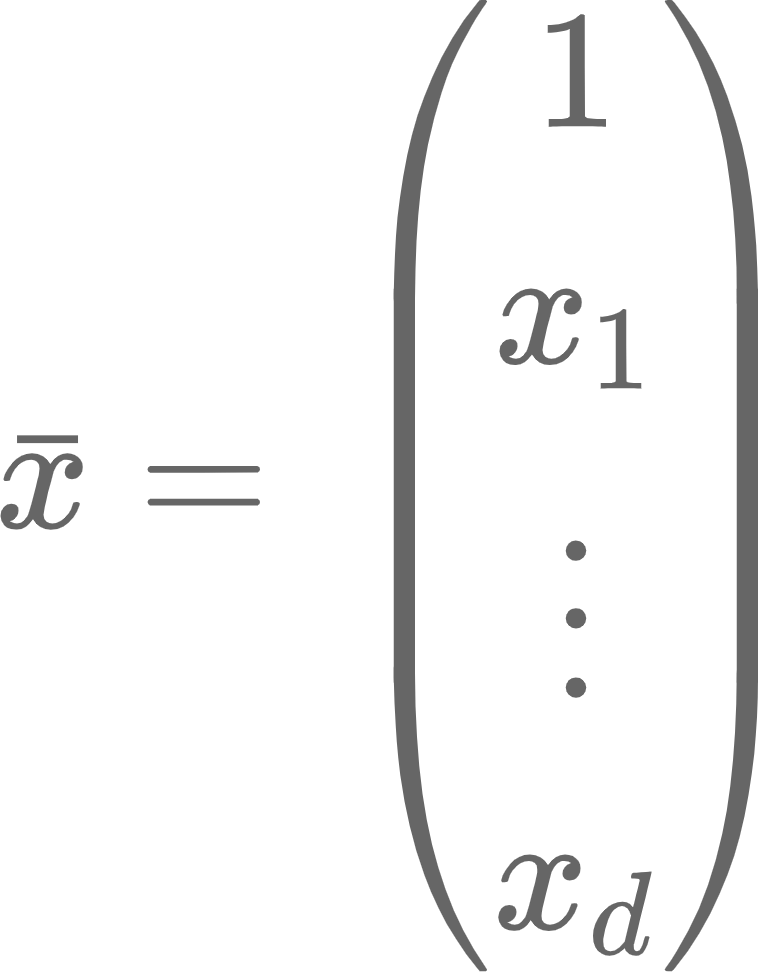 x̄ = ( 1
x₁
⋮
x_d )